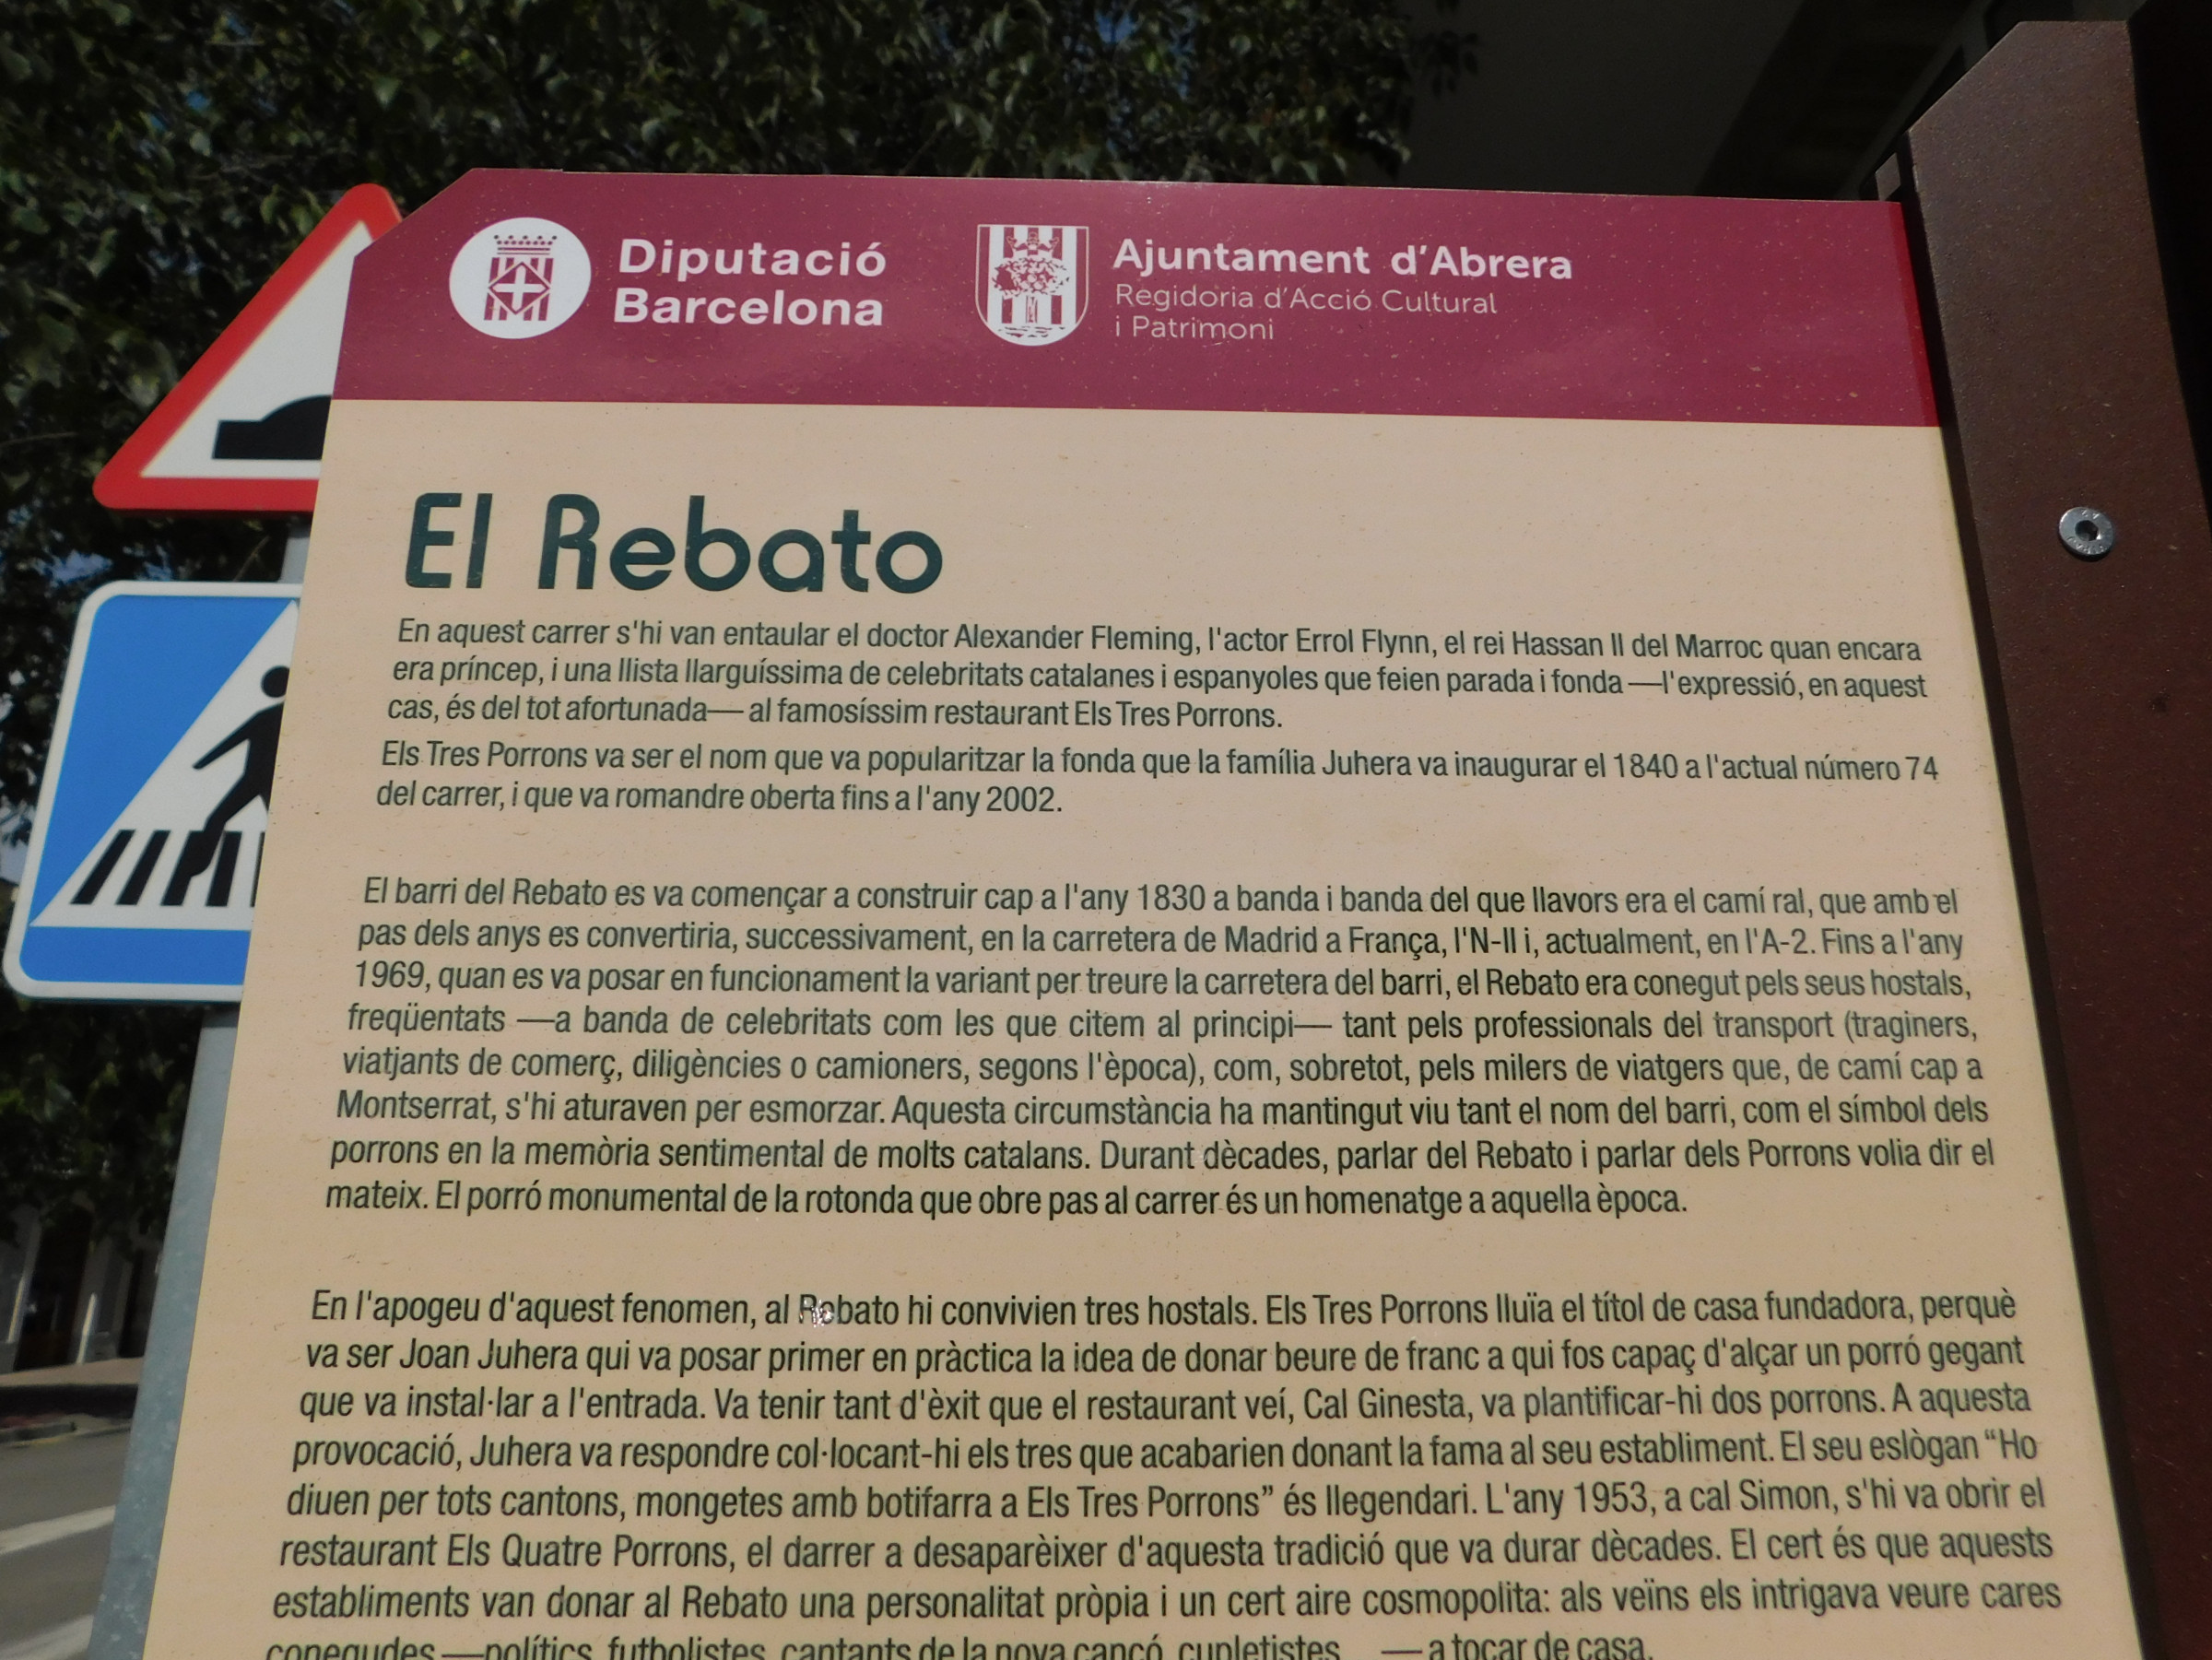 Diputació
Barcelona
Ajuntament d'Abrera
Regidoria d'Acció Cultural
i Patrimoni
El Rebato
En aquest carrer s'hi van entaular el doctor Alexander Fleming, l'actor Errol Flynn, el rei Hassan II del Marroc quan encara
era príncep, i una llista llarguíssima de celebritats catalanes i espanyoles que feien parada i fonda —l'expressió, en aquest
cas, és del tot afortunada— al famosíssim restaurant Els Tres Porrons.
Els Tres Porrons va ser el nom que va popularitzar la fonda que la família Juhera va inaugurar el 1840 a l'actual número 74
del carrer, i que va romandre oberta fins a l'any 2002.
El barri del Rebato es va començar a construir cap a l'any 1830 a banda i banda del que llavors era el camí ral, que amb el
pas dels anys es convertiria, successivament, en la carretera de Madrid a França, l'N-II i, actualment, en l'A-2. Fins a l'any
1969, quan es va posar en funcionament la variant per treure la carretera del barri, el Rebato era conegut pels seus hostals,
freqüentats —a banda de celebritats com les que citem al principi— tant pels professionals del transport (traginers,
viatjants de comerç, diligències o camioners, segons l'època), com, sobretot, pels milers de viatgers que, de camí cap a
Montserrat, s'hi aturaven per esmorzar. Aquesta circumstància ha mantingut viu tant el nom del barri, com el símbol dels
porrons en la memòria sentimental de molts catalans. Durant dècades, parlar del Rebato i parlar dels Porrons volia dir el
mateix. El porró monumental de la rotonda que obre pas al carrer és un homenatge a aquella època.
En l'apogeu d'aquest fenomen, al Rebato hi convivien tres hostals. Els Tres Porrons lluïa el títol de casa fundadora, perquè
va ser Joan Juhera qui va posar primer en pràctica la idea de donar beure de franc a qui fos capaç d'alçar un porró gegant
que va instal·lar a l'entrada. Va tenir tant d'èxit que el restaurant veí, Cal Ginesta, va plantificar-hi dos porrons. A aquesta
provocació, Juhera va respondre col·locant-hi els tres que acabarien donant la fama al seu establiment. El seu eslògan “Ho
diuen per tots cantons, mongetes amb botifarra a Els Tres Porrons” és llegendari. L'any 1953, a cal Simon, s'hi va obrir el
restaurant Els Quatre Porrons, el darrer a desaparèixer d'aquesta tradició que va durar dècades. El cert és que aquests
establiments van donar al Rebato una personalitat pròpia i un cert aire cosmopolita: als veïns els intrigava veure cares
conegudes —polítics, futbolistes, cantants de la nova cançó, cupletistes — a tocar de casa.